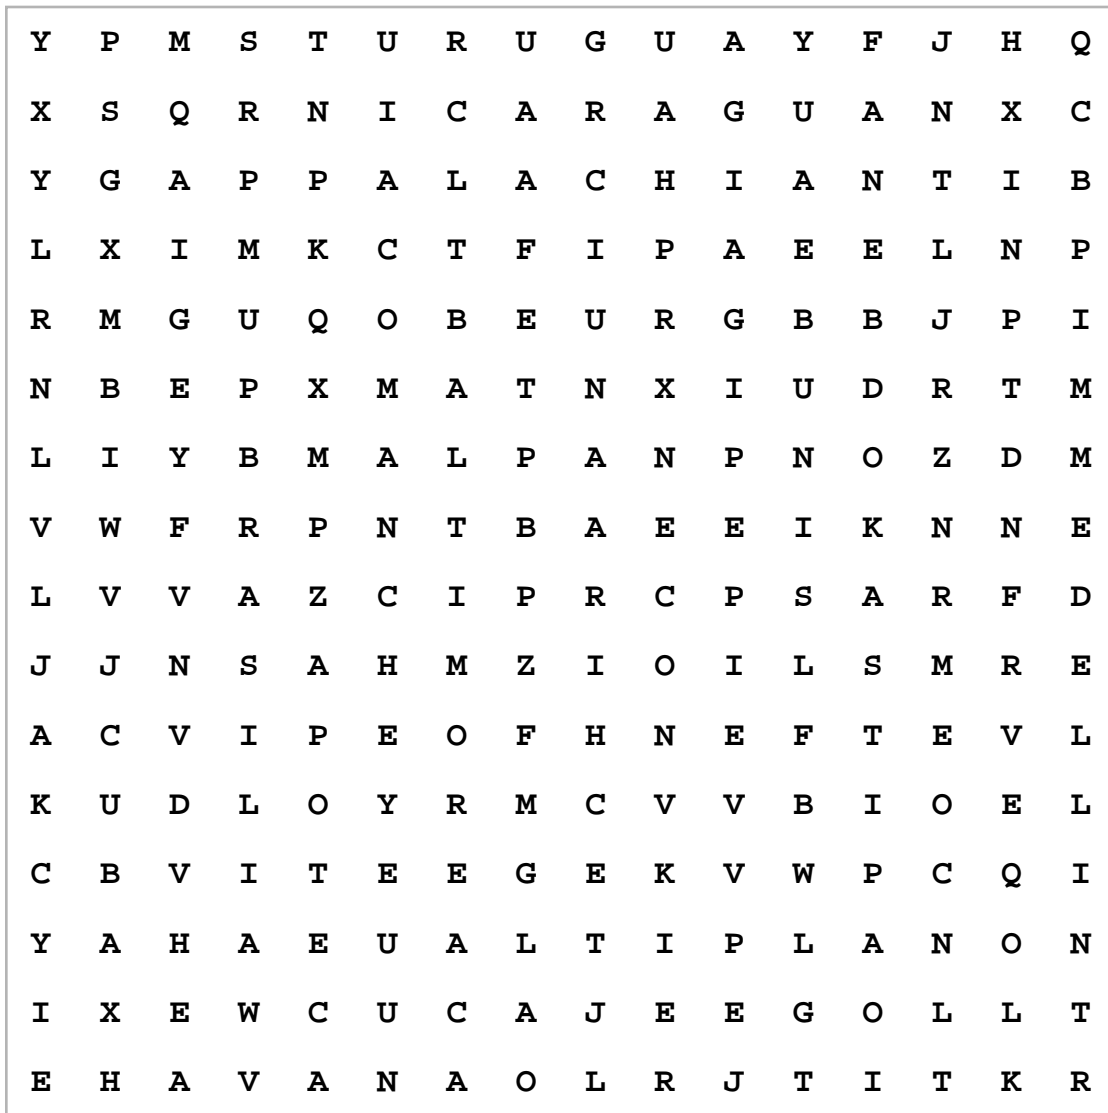 Y P M S T U R U G U A Y F J H Q
X S Q R N I C A R A G U A N X C
Y G A P P A L A C H I A N T I B
L X I M K C T F I P A E E L N P
R M G U Q O B E U R G B B J P I
N B E P X M A T N X I U D R T M
L I Y B M A L P A N P N O Z D M
V W F R P N T B A E E I K N N E
L V V A Z C I P R C P S A R F D
J J N S A H M Z I O I L S M R E
A C V I P E O F H N E F T E V L
K U D L O Y R M C V V B I O E L
C B V I T E E G E K V W P C Q I
Y A H A E U A L T I P L A N O N
I X E W C U C A J E E G O L L T
E H A V A N A O L R J T I T K R